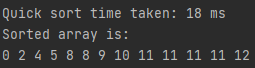 Quick sort time taken: 18 ms
Sorted array is:
0 2 4 5 8 8 9 10 11 11 11 11 12